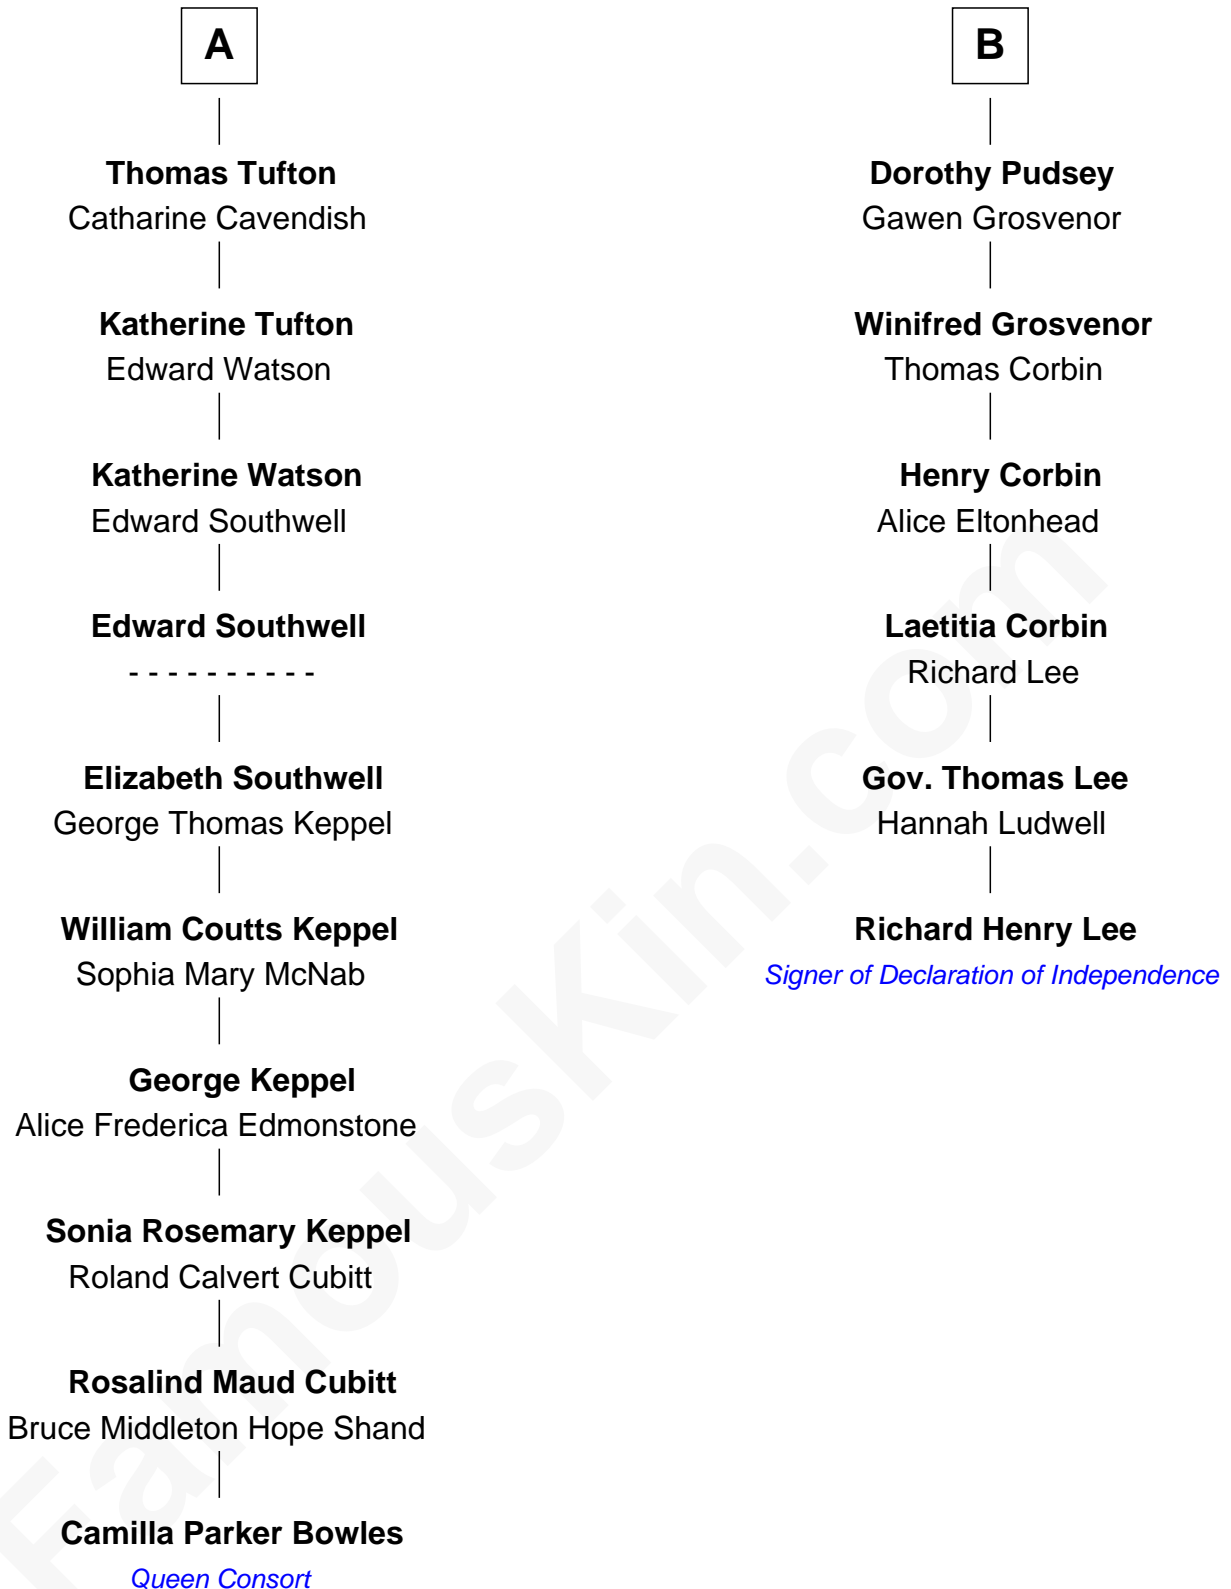 A
Thomas Tufton
Catharine Cavendish
Katherine Tufton
Edward Watson
Katherine Watson
Edward Southwell
Edward Southwell
- - - - - - - - - -
Elizabeth Southwell
George Thomas Keppel
William Coutts Keppel
Sophia Mary McNab
George Keppel
Alice Frederica Edmonstone
Sonia Rosemary Keppel
Roland Calvert Cubitt
Rosalind Maud Cubitt
Bruce Middleton Hope Shand
Camilla Parker Bowles
Queen Consort
B
Dorothy Pudsey
Gawen Grosvenor
Winifred Grosvenor
Thomas Corbin
Henry Corbin
Alice Eltonhead
Laetitia Corbin
Richard Lee
Gov. Thomas Lee
Hannah Ludwell
Richard Henry Lee
Signer of Declaration of Independence
FamousKin.com